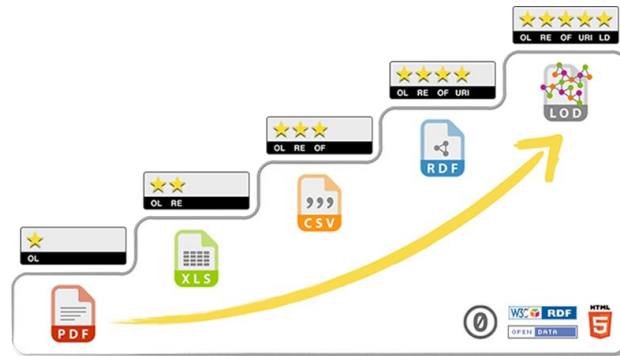 OL RE OF URI LD
LOD
OL RE OF URI
RDF
OL RE OF
CSV
OL RE
XLS
OL
PDF
0
W3C RDF
OPEN DATA
HTML
5